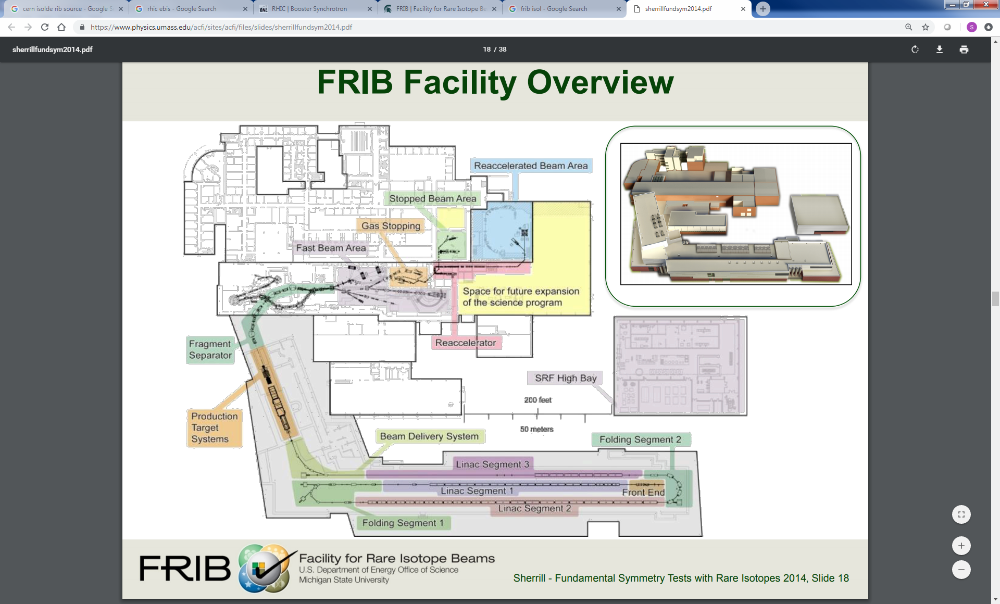 cern isolde rib source - Google S
rhic ebis - Google Search
BNL RHIC | Booster Synchrotron
FRIB | Facility for Rare Isotope Be
frib isol - Google Search
sherrillfundsym2014.pdf
https://www.physics.umass.edu/acfi/sites/acfi/files/slides/sherrillfundsym2014.pdf
S
sherrillfundsym2014.pdf
18 / 38
FRIB Facility Overview
Reaccelerated Beam Area
Stopped Beam Area
Gas Stopping
Fast Beam Area
Space for future expansion
of the science program
Fragment
Separator
Reaccelerator
SRF High Bay
200 feet
50 meters
Production
Target
Systems
Beam Delivery System
Folding Segment 2
Linac Segment 3
Linac Segment 1
Front End
Linac Segment 2
Folding Segment 1
FRIB
Facility for Rare Isotope Beams
U.S. Department of Energy Office of Science
Michigan State University
Sherrill - Fundamental Symmetry Tests with Rare Isotopes 2014, Slide 18